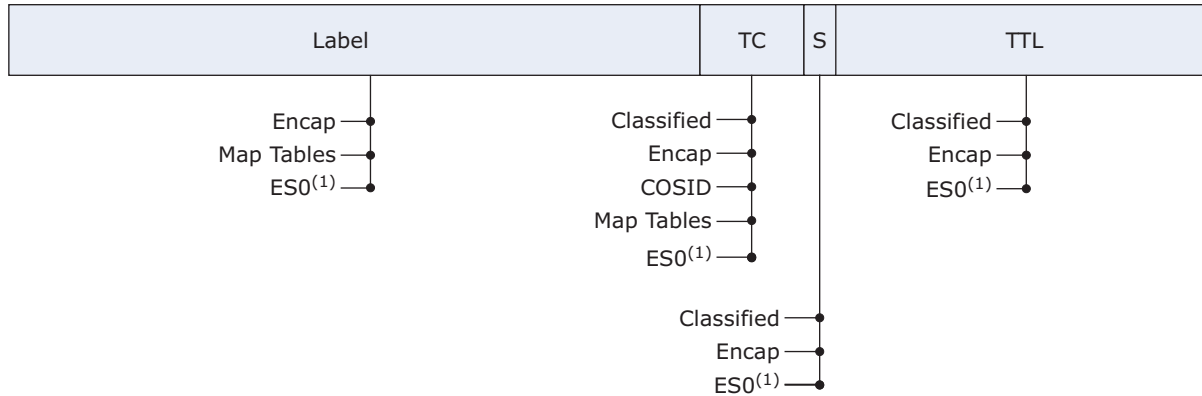 Label TC S TTL
Encap
Map Tables
ES0(1)
Classified
Encap
COSID
Map Tables
ES0(1)
Classified
Encap
ES0(1)
Classified
Encap
ES0(1)